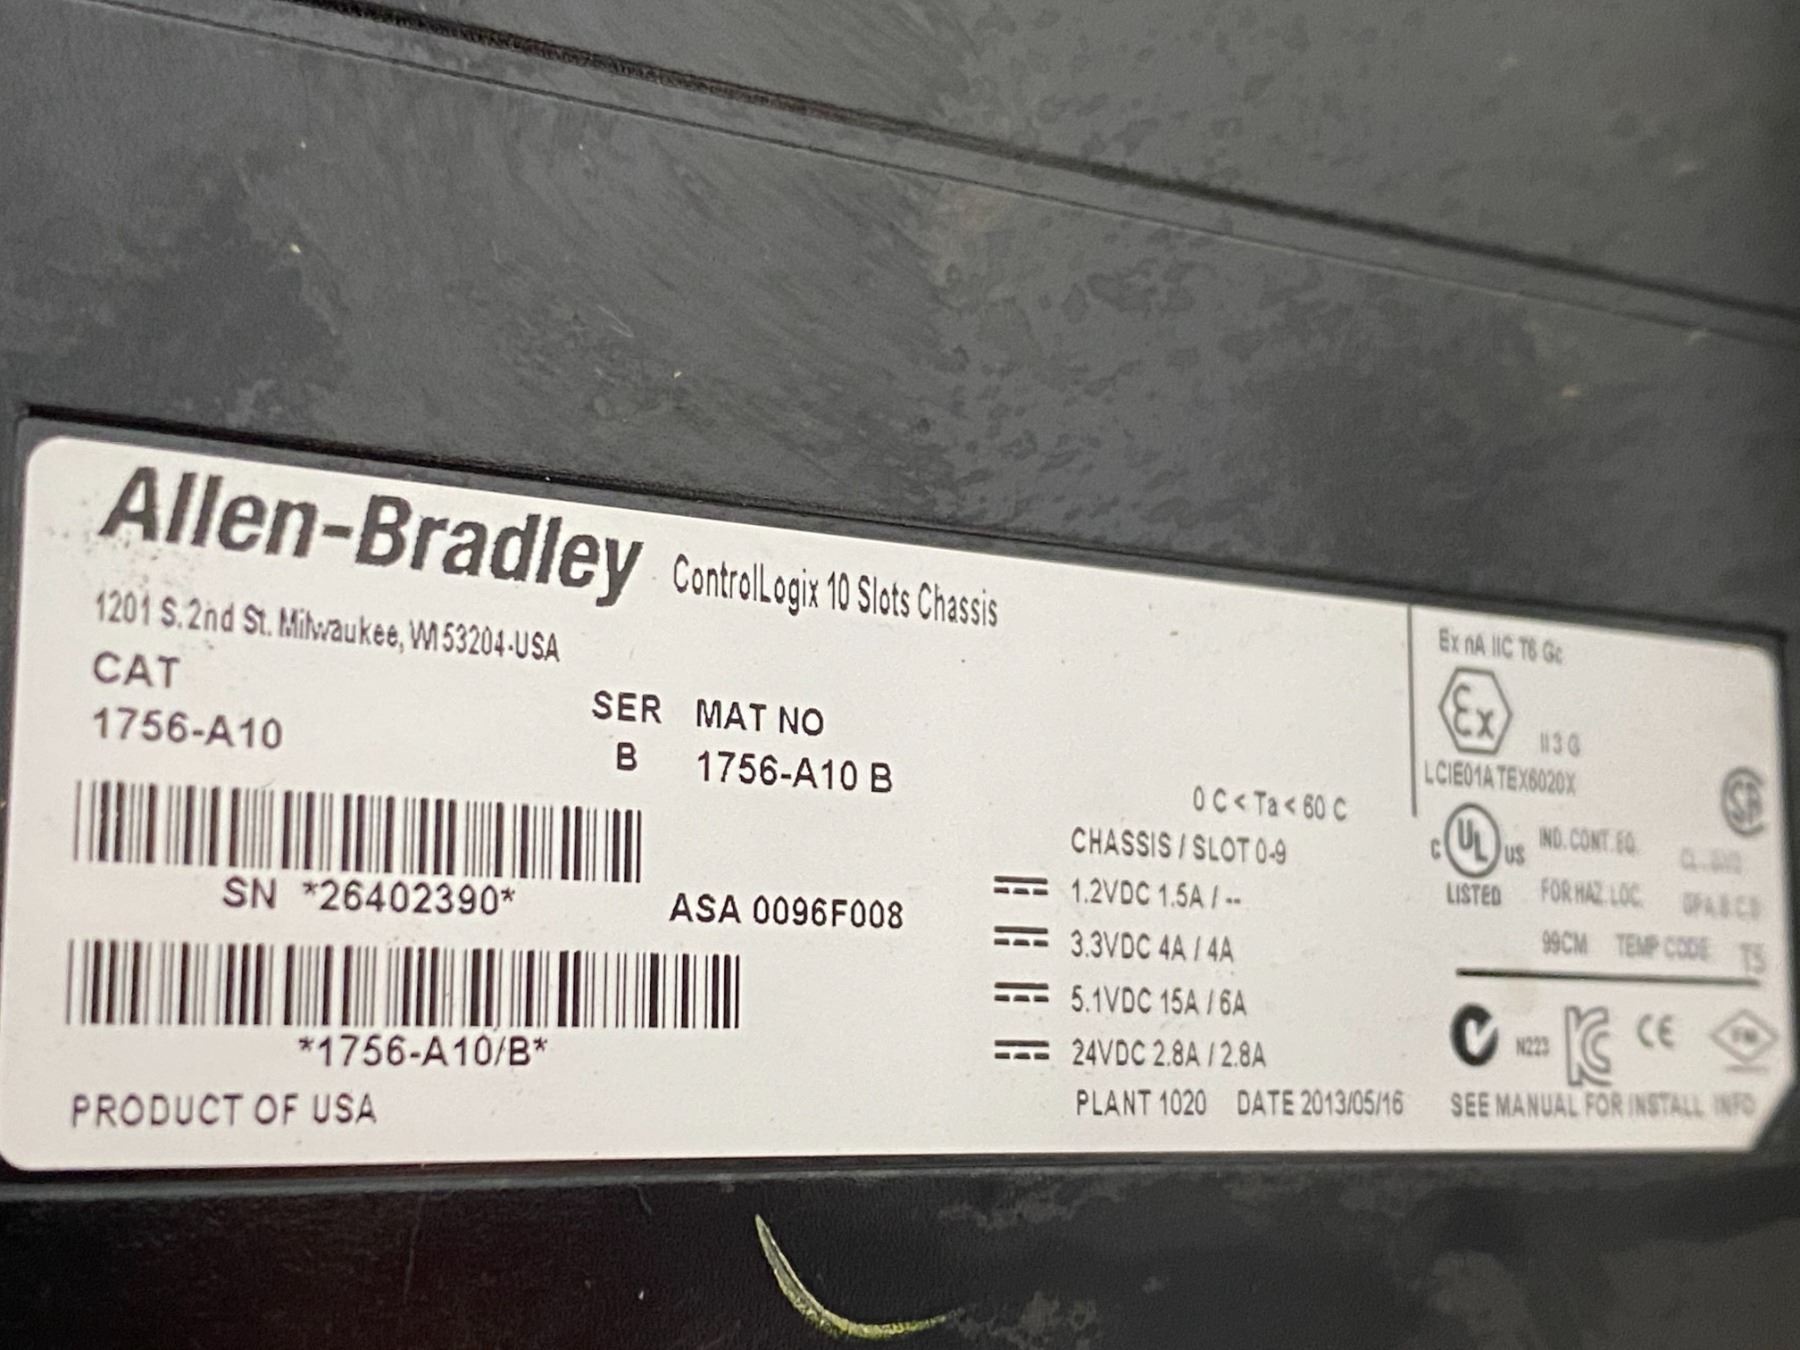 Allen-Bradley ControlLogix 10 Slots Chassis
1201 S. 2nd St. Milwaukee, WI 53204-USA
CAT
1756-A10
SER
B
MAT NO
1756-A10 B
SN *26402390*
ASA 0096F008
*1756-A10/B*
PRODUCT OF USA
0 C < Ta < 60 C
CHASSIS / SLOT 0-9
1.2VDC 1.5A / --
3.3VDC 4A / 4A
5.1VDC 15A / 6A
24VDC 2.8A / 2.8A
PLANT 1020 DATE 2013/05/16
Ex nA IIC T6 Gc
Ex
II 3 G
LCIE01ATEX6020X
C UL US
LISTED
IND. CONT. EQ.
FOR HAZ. LOC.
99CM TEMP CODE T5
N223
CE
SEE MANUAL FOR INSTALL INFO